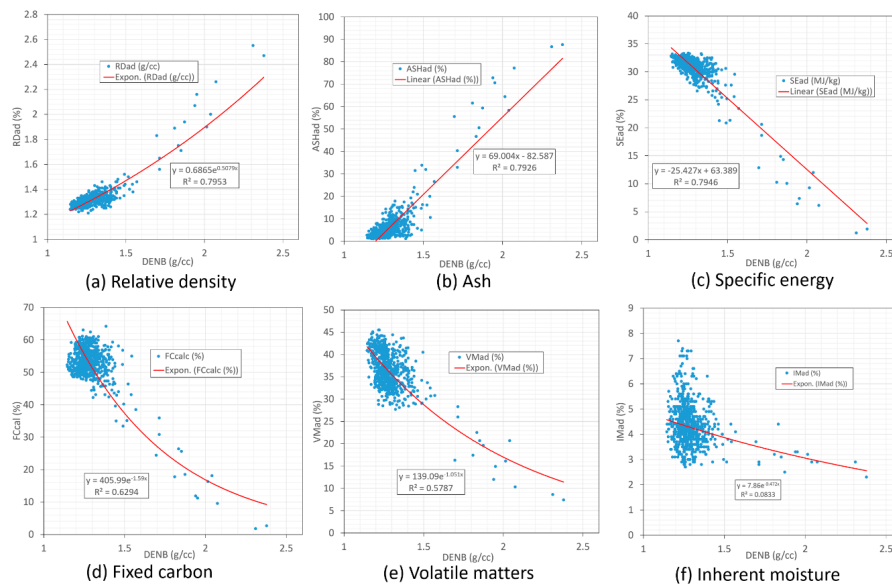 2.8
2.6
2.4
2.2
2
1.8
1.6
1.4
1.2
1
RDad (g/cc)
RDad (g/cc)
Expon. (RDad (g/cc))
y = 0.6865e^0.5079x
R² = 0.7953
1
1.5
2
2.5
DENB (g/cc)
(a) Relative density
100
90
80
70
60
50
40
30
20
10
0
ASHad (%)
ASHad (%)
Linear (ASHad (%))
y = 69.004x - 82.587
R² = 0.7926
1
1.5
2
2.5
DENB (g/cc)
(b) Ash
40
35
30
25
20
15
10
5
0
SEad (%)
SEad (MJ/kg)
Linear (SEad (MJ/kg))
y = -25.427x + 63.389
R² = 0.7946
1
1.5
2
2.5
DENB (g/cc)
(c) Specific energy
70
60
50
40
30
20
10
0
FCcal (%)
FCcalc (%)
Expon. (FCcalc (%))
y = 405.99e^-1.59x
R² = 0.6294
1
1.5
2
2.5
DENB (g/cc)
(d) Fixed carbon
50
45
40
35
30
25
20
15
10
5
0
VMad (%)
VMad (%)
Expon. (VMad (%))
y = 139.09e^-1.051x
R² = 0.5787
1
1.5
2
2.5
DENB (g/cc)
(e) Volatile matters
9
8
7
6
5
4
3
2
1
0
IMad (%)
IMad (%)
Expon. (IMad (%))
y = 7.86e^-0.472x
R² = 0.0833
1
1.5
2
2.5
DENB (g/cc)
(f) Inherent moisture